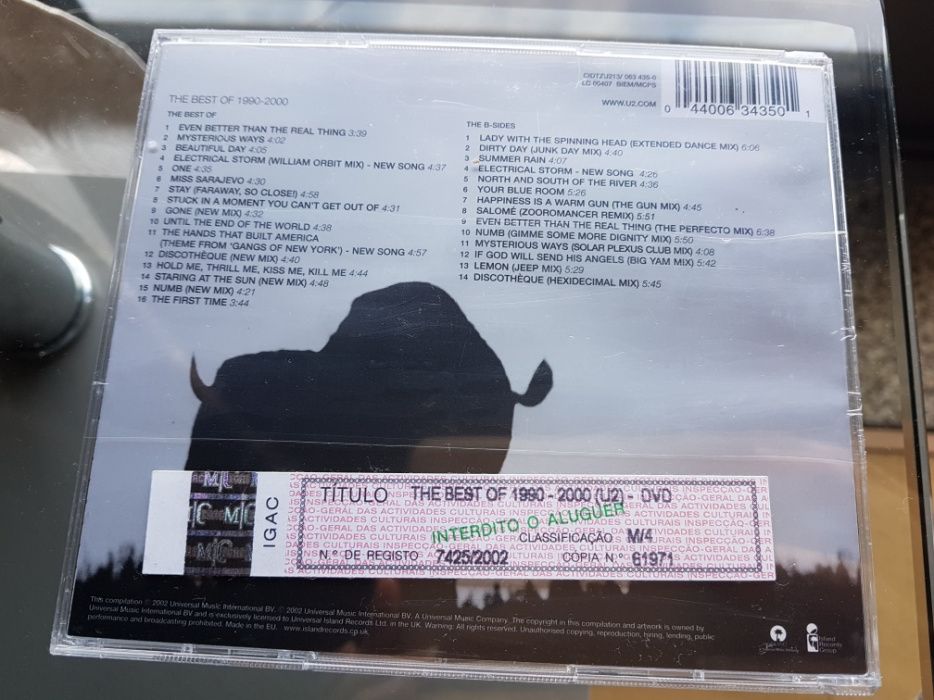 CIDTZU213/ 063 435-0
LC 00407 BIEM/MCPS
WWW.U2.COM
0 44006 34350 1
THE BEST OF 1990-2000
THE BEST OF
1 EVEN BETTER THAN THE REAL THING 3:39
2 MYSTERIOUS WAYS 4:02
3 BEAUTIFUL DAY 4:05
4 ELECTRICAL STORM (WILLIAM ORBIT MIX) - NEW SONG 4:37
5 ONE 4:35
6 MISS SARAJEVO 4:30
7 STAY (FARAWAY, SO CLOSE!) 4:58
8 STUCK IN A MOMENT YOU CAN'T GET OUT OF 4:31
9 GONE (NEW MIX) 4:32
10 UNTIL THE END OF THE WORLD 4:38
11 THE HANDS THAT BUILT AMERICA
(THEME FROM 'GANGS OF NEW YORK') - NEW SONG 4:57
12 DISCOTHÈQUE (NEW MIX) 4:40
13 HOLD ME, THRILL ME, KISS ME, KILL ME 4:44
14 STARING AT THE SUN (NEW MIX) 4:48
15 NUMB (NEW MIX) 4:21
16 THE FIRST TIME 3:44
THE B-SIDES
1 LADY WITH THE SPINNING HEAD (EXTENDED DANCE MIX) 6:06
2 DIRTY DAY (JUNK DAY MIX) 4:40
3 SUMMER RAIN 4:07
4 ELECTRICAL STORM - NEW SONG 4:26
5 NORTH AND SOUTH OF THE RIVER 4:36
6 YOUR BLUE ROOM 5:26
7 HAPPINESS IS A WARM GUN (THE GUN MIX) 4:45
8 SALOMÉ (ZOOROMANCER REMIX) 5:51
9 EVEN BETTER THAN THE REAL THING (THE PERFECTO MIX) 6:38
10 NUMB (GIMME SOME MORE DIGNITY MIX) 5:50
11 MYSTERIOUS WAYS (SOLAR PLEXUS CLUB MIX) 4:08
12 IF GOD WILL SEND HIS ANGELS (BIG YAM MIX) 5:42
13 LEMON (JEEP MIX) 5:29
14 DISCOTHÈQUE (HEXIDECIMAL MIX) 5:45
IGAC
TÍTULO THE BEST OF 1990 - 2000 (U2) - DVD
INTERDITO O ALUGUER
CLASSIFICAÇÃO M/4
N.º DE REGISTO 7425/2002 CÓPIA N.º 61971
INSPECÇÃO-GERAL DAS ACTIVIDADES CULTURAIS
This compilation ℗ 2002 Universal Music International BV. © 2002 Universal Music International BV. A Universal Music Company. The copyright in this compilation and artwork is owned by
Universal Music International BV and is exclusively licensed to Universal Island Records Ltd. in the UK. Warning: All rights reserved. Unauthorised copying, reproduction, hiring, lending, public
performance and broadcasting prohibited. Made in the EU. www.islandrecords.co.uk
Island
Records
Group